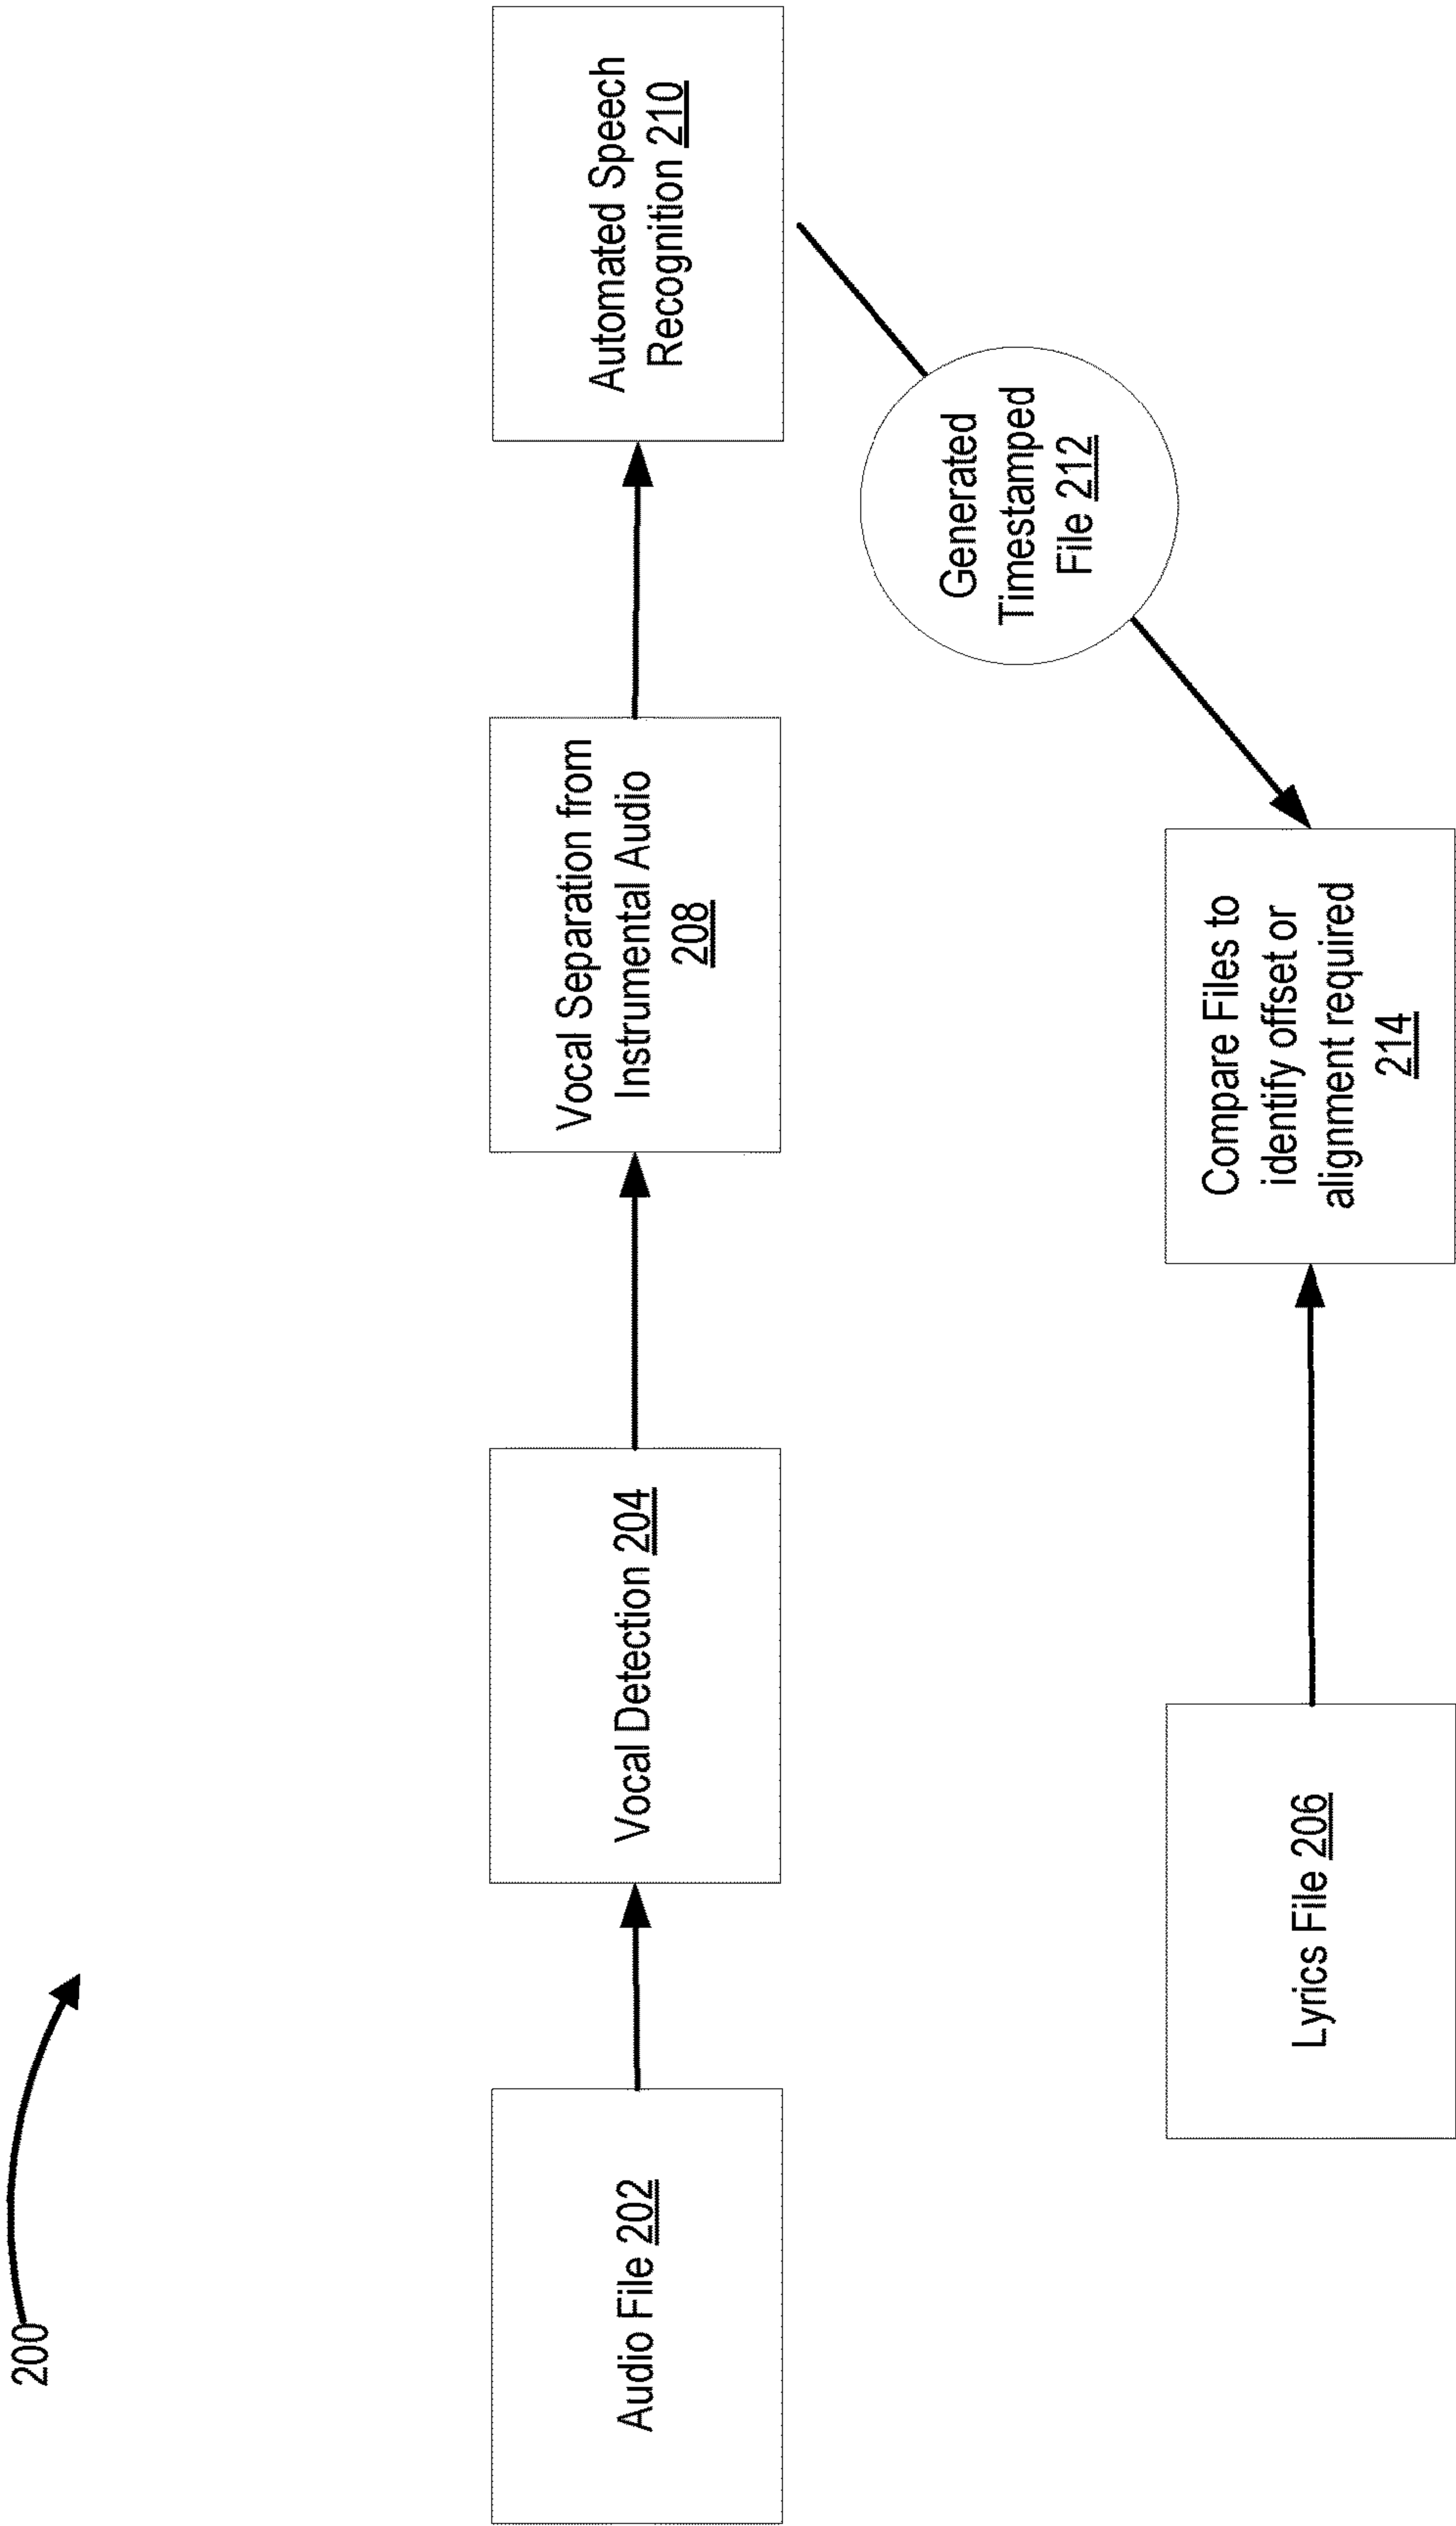 200
Audio File 202
Vocal Detection 204
Vocal Separation from
Instrumental Audio
208
Automated Speech
Recognition 210
Generated
Timestamped
File 212
Lyrics File 206
Compare Files to
identify offset or
alignment required
214